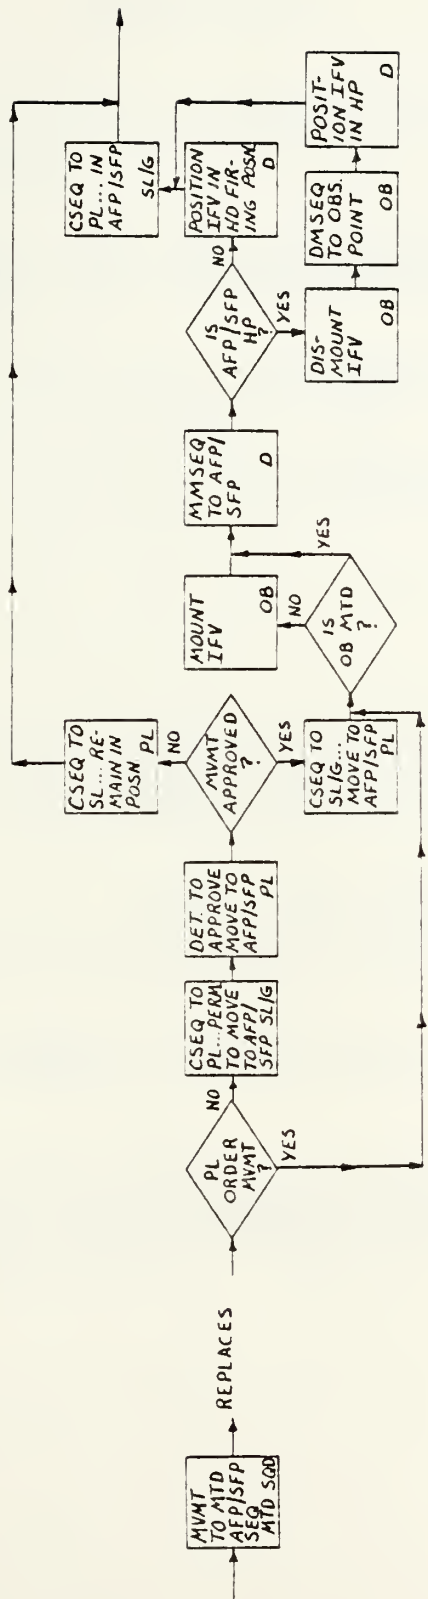 MVMT
TO MTD
AFP/SFP
SEQ
MTD SQD
REPLACES
PL
ORDER
MVMT
?
NO
YES
CSEQ TO
PL...PERM
TO MOVE
TO AFP/
SFP SL/G
DET. TO
APPROVE
MOVE TO
AFP/SFP
PL
MVMT
APPROVED
?
NO
YES
CSEQ TO
SL...RE-
MAIN IN
POSN PL
CSEQ TO
SL/G...
MOVE TO
AFP/SFP
PL
IS
OB MTD
?
NO
YES
MOUNT
IFV
OB
MMSEQ
TO AFP/
SFP
D
IS
AFP/SFP
HP
?
NO
YES
POSITION
IFV IN
HD FIR-
ING POSN
D
DIS-
MOUNT
IFV
OB
DMSEQ
TO OBS.
POINT
OB
POSIT-
ION IFV
IN HP
D
CSEQ TO
PL... IN
AFP/SFP
SL/G